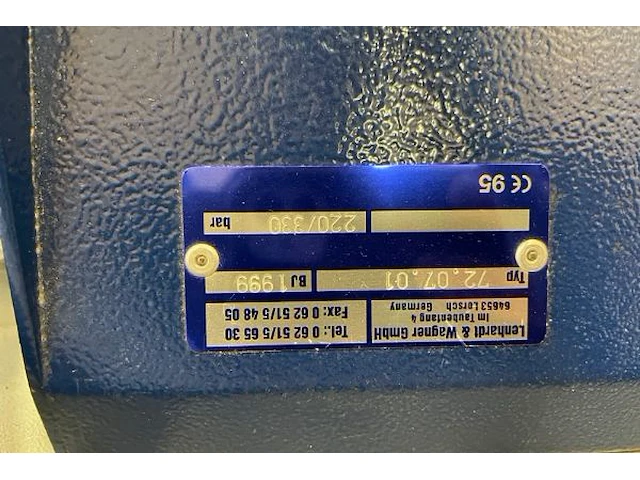 Lenhardt & Wagner GmbH
Im Taubenfang 4
64653 Lorsch Germany
Tel.: 0 62 51/5 65 30
Fax: 0 62 51/5 48 05
Typ 72.07.01
BJ 1999
220/330 bar
CE 95